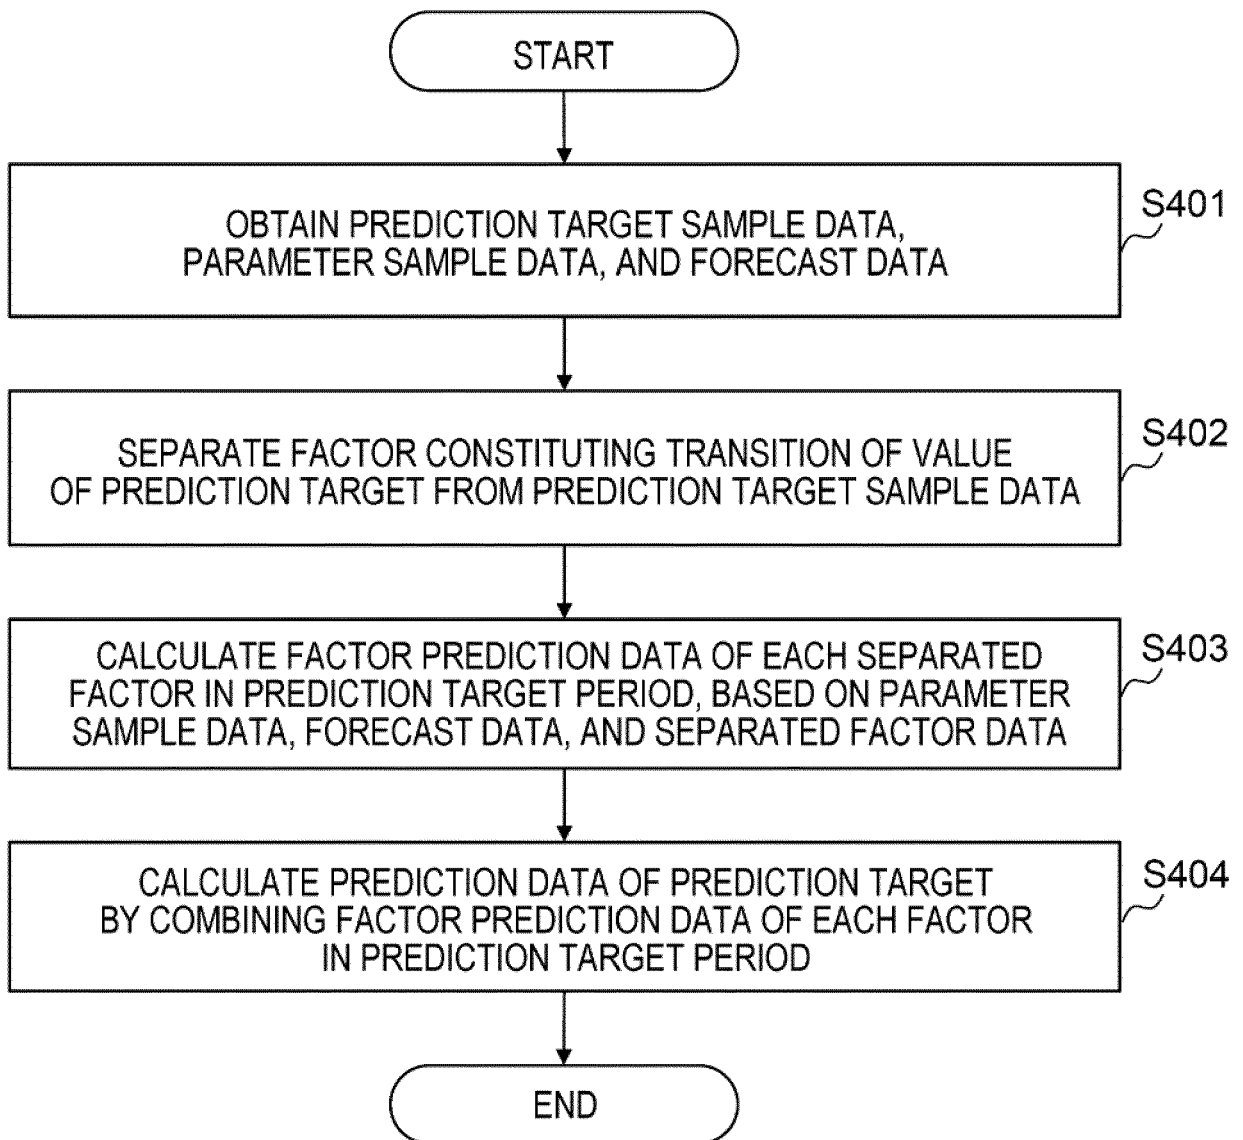 START
S401
OBTAIN PREDICTION TARGET SAMPLE DATA,
PARAMETER SAMPLE DATA, AND FORECAST DATA
S402
SEPARATE FACTOR CONSTITUTING TRANSITION OF VALUE
OF PREDICTION TARGET FROM PREDICTION TARGET SAMPLE DATA
S403
CALCULATE FACTOR PREDICTION DATA OF EACH SEPARATED
FACTOR IN PREDICTION TARGET PERIOD, BASED ON PARAMETER
SAMPLE DATA, FORECAST DATA, AND SEPARATED FACTOR DATA
S404
CALCULATE PREDICTION DATA OF PREDICTION TARGET
BY COMBINING FACTOR PREDICTION DATA OF EACH FACTOR
IN PREDICTION TARGET PERIOD
END